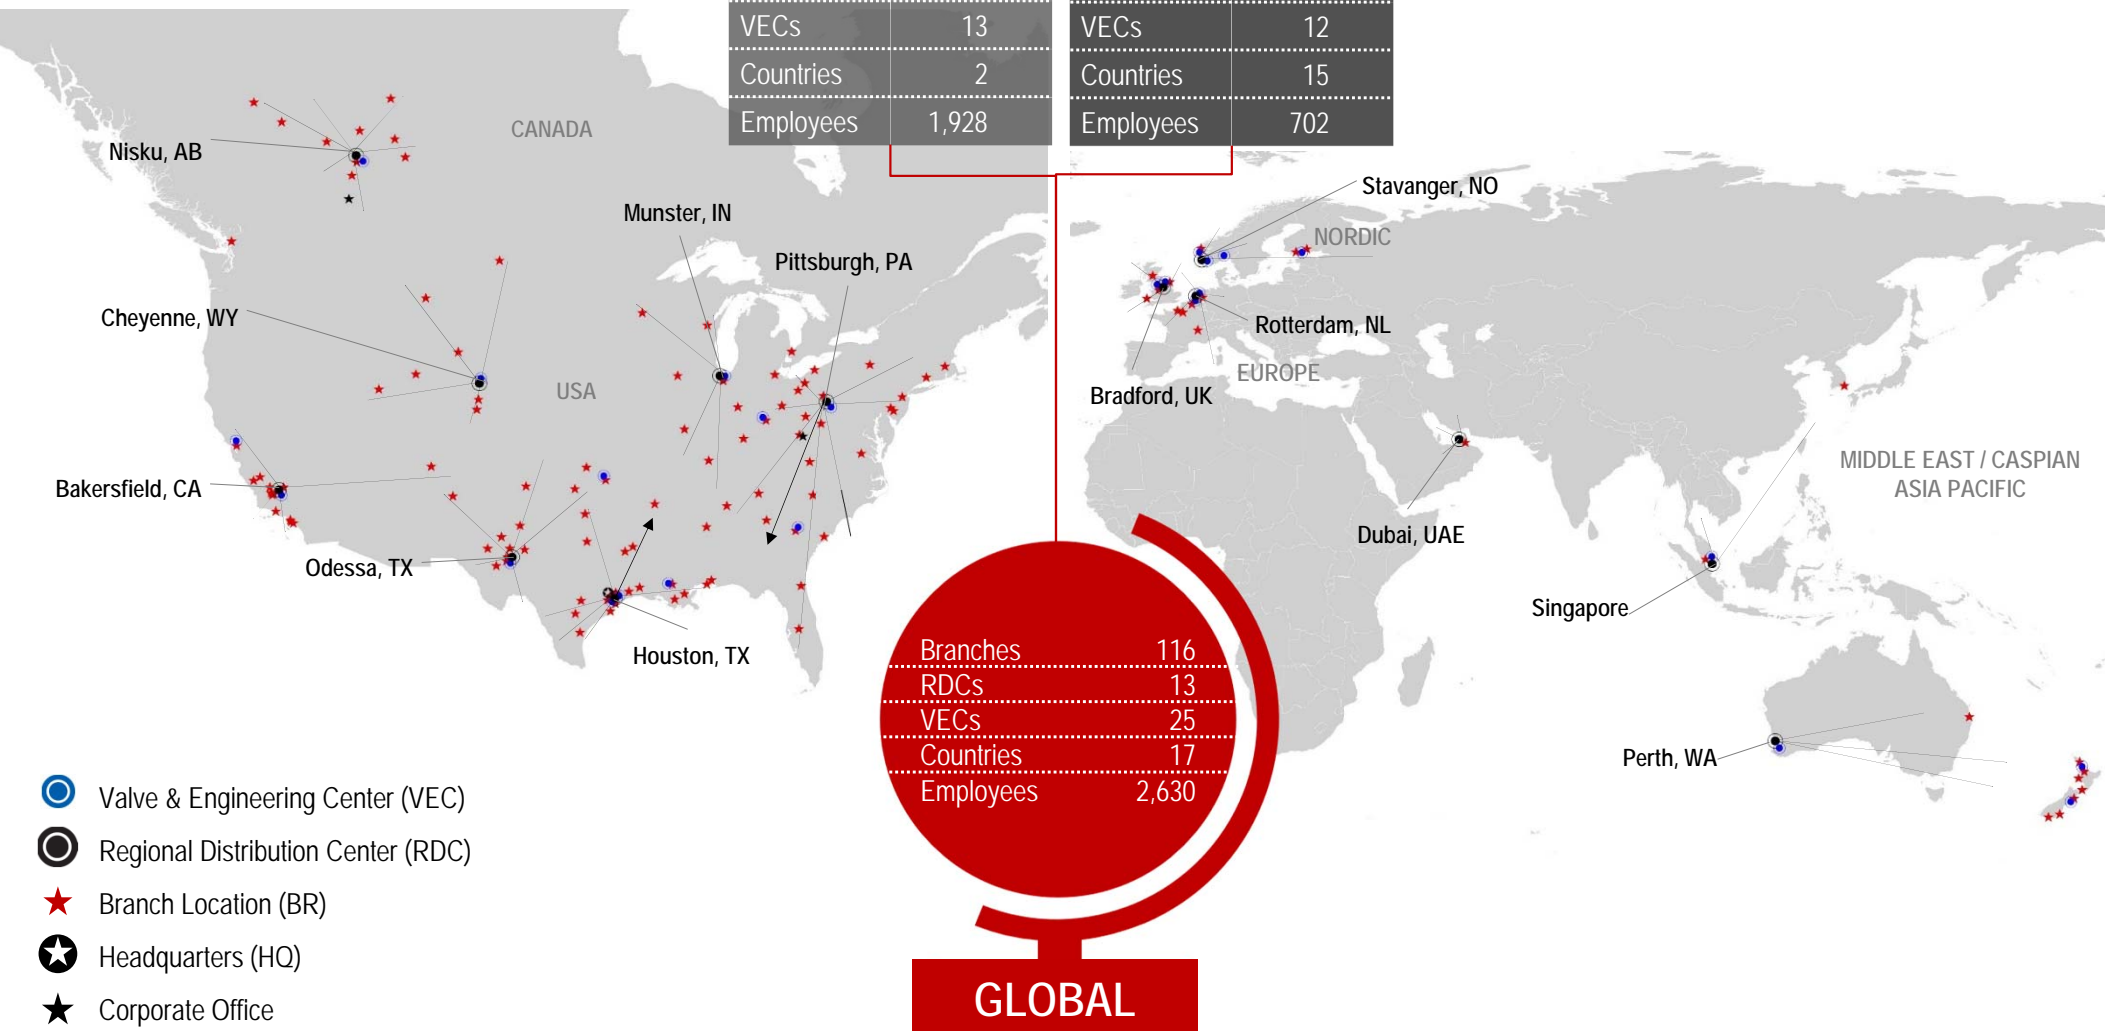 VECs 13
Countries 2
Employees 1,928
VECs 12
Countries 15
Employees 702
CANADA
Nisku, AB
Munster, IN
Pittsburgh, PA
Cheyenne, WY
USA
Bakersfield, CA
Odessa, TX
Houston, TX
Stavanger, NO
NORDIC
Rotterdam, NL
EUROPE
Bradford, UK
MIDDLE EAST / CASPIAN
ASIA PACIFIC
Dubai, UAE
Singapore
Perth, WA
Branches 116
RDCs 13
VECs 25
Countries 17
Employees 2,630
GLOBAL
Valve & Engineering Center (VEC)
Regional Distribution Center (RDC)
Branch Location (BR)
Headquarters (HQ)
Corporate Office